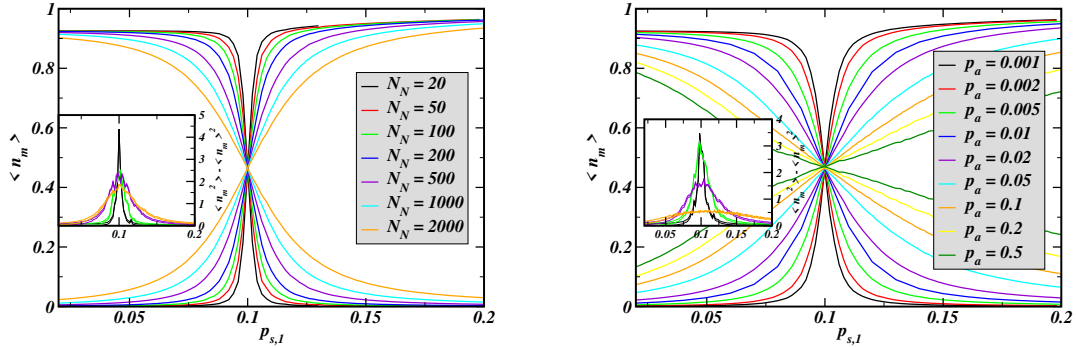 1
0.8
0.6
0.4
0.2
0
< n_m >
0.05
0.1
0.15
0.2
p_{s,1}
N_N = 20
N_N = 50
N_N = 100
N_N = 200
N_N = 500
N_N = 1000
N_N = 2000
5
4
3
2
1
0
0.1
0.2
< n_m^2 > - < n_m >^2
1
0.8
0.6
0.4
0.2
0
< n_m >
0.05
0.1
0.15
0.2
p_{s,1}
p_a = 0.001
p_a = 0.002
p_a = 0.005
p_a = 0.01
p_a = 0.02
p_a = 0.05
p_a = 0.1
p_a = 0.2
p_a = 0.5
4
3
2
1
0
0.05
0.1
0.15
0.2
< n_m^2 > - < n_m >^2